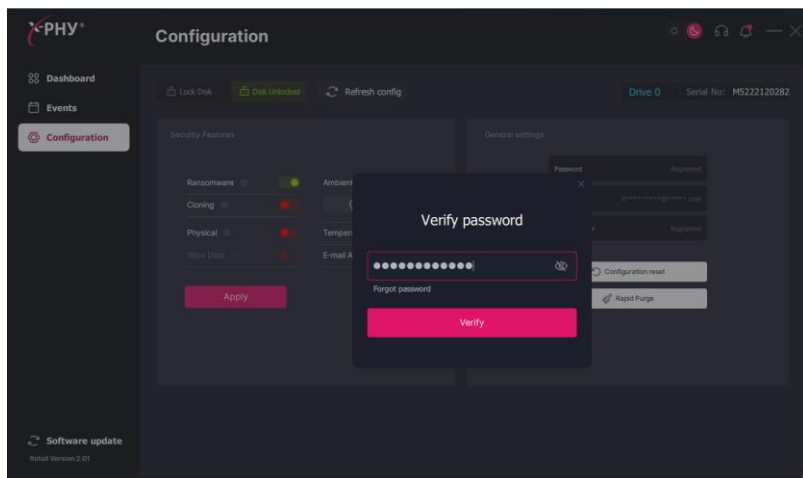 X-PHY®
Configuration
Dashboard
Events
Configuration
Lock Disk
Disk Unlocked
Refresh config
Drive 0
Serial No: M5222120282
Security Features
General settings
Ransomware
Ambient
Cloning
Physical
Tempera
Wipe Data
E-mail A
Apply
Password
Registered
Registered
Configuration reset
Rapid Purge
Verify password
●●●●●●●●●●●●
Forgot password
Verify
Software update
Retail Version 2.01